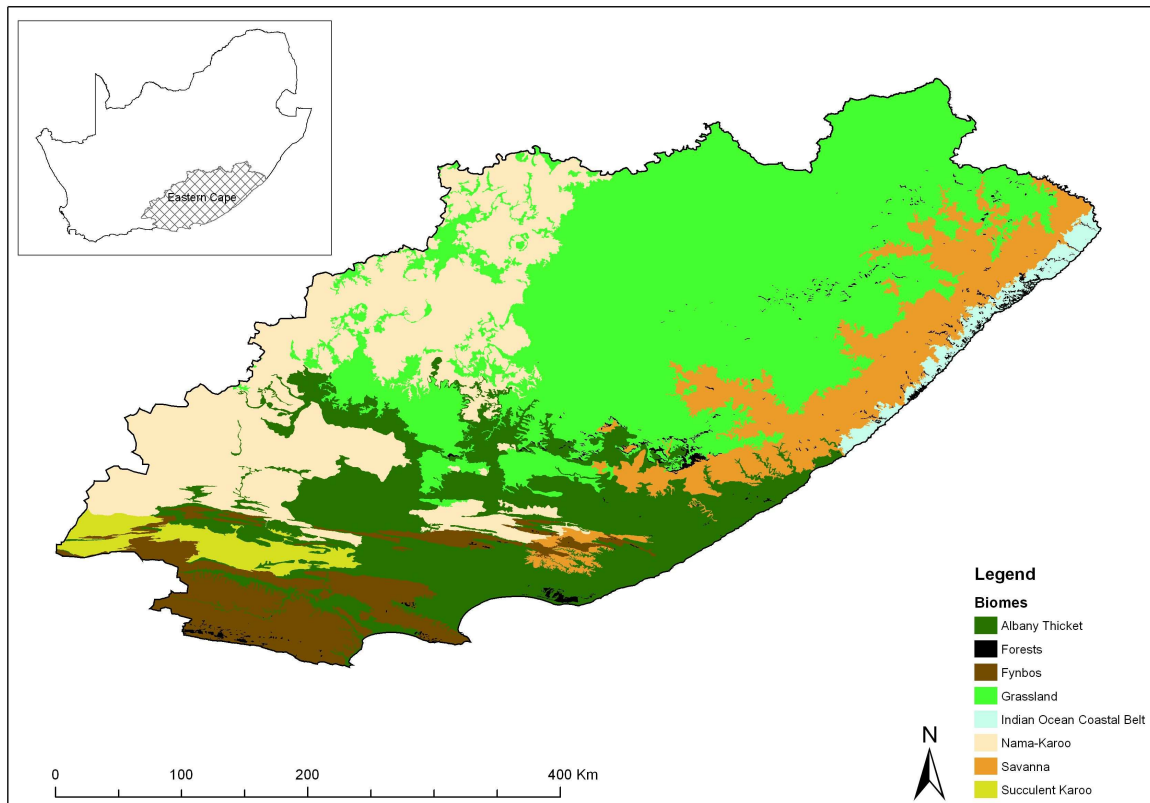 Eastern Cape
Legend
Biomes
Albany Thicket
Forests
Fynbos
Grassland
Indian Ocean Coastal Belt
Nama-Karoo
Savanna
Succulent Karoo
N
0 100 200 400 Km